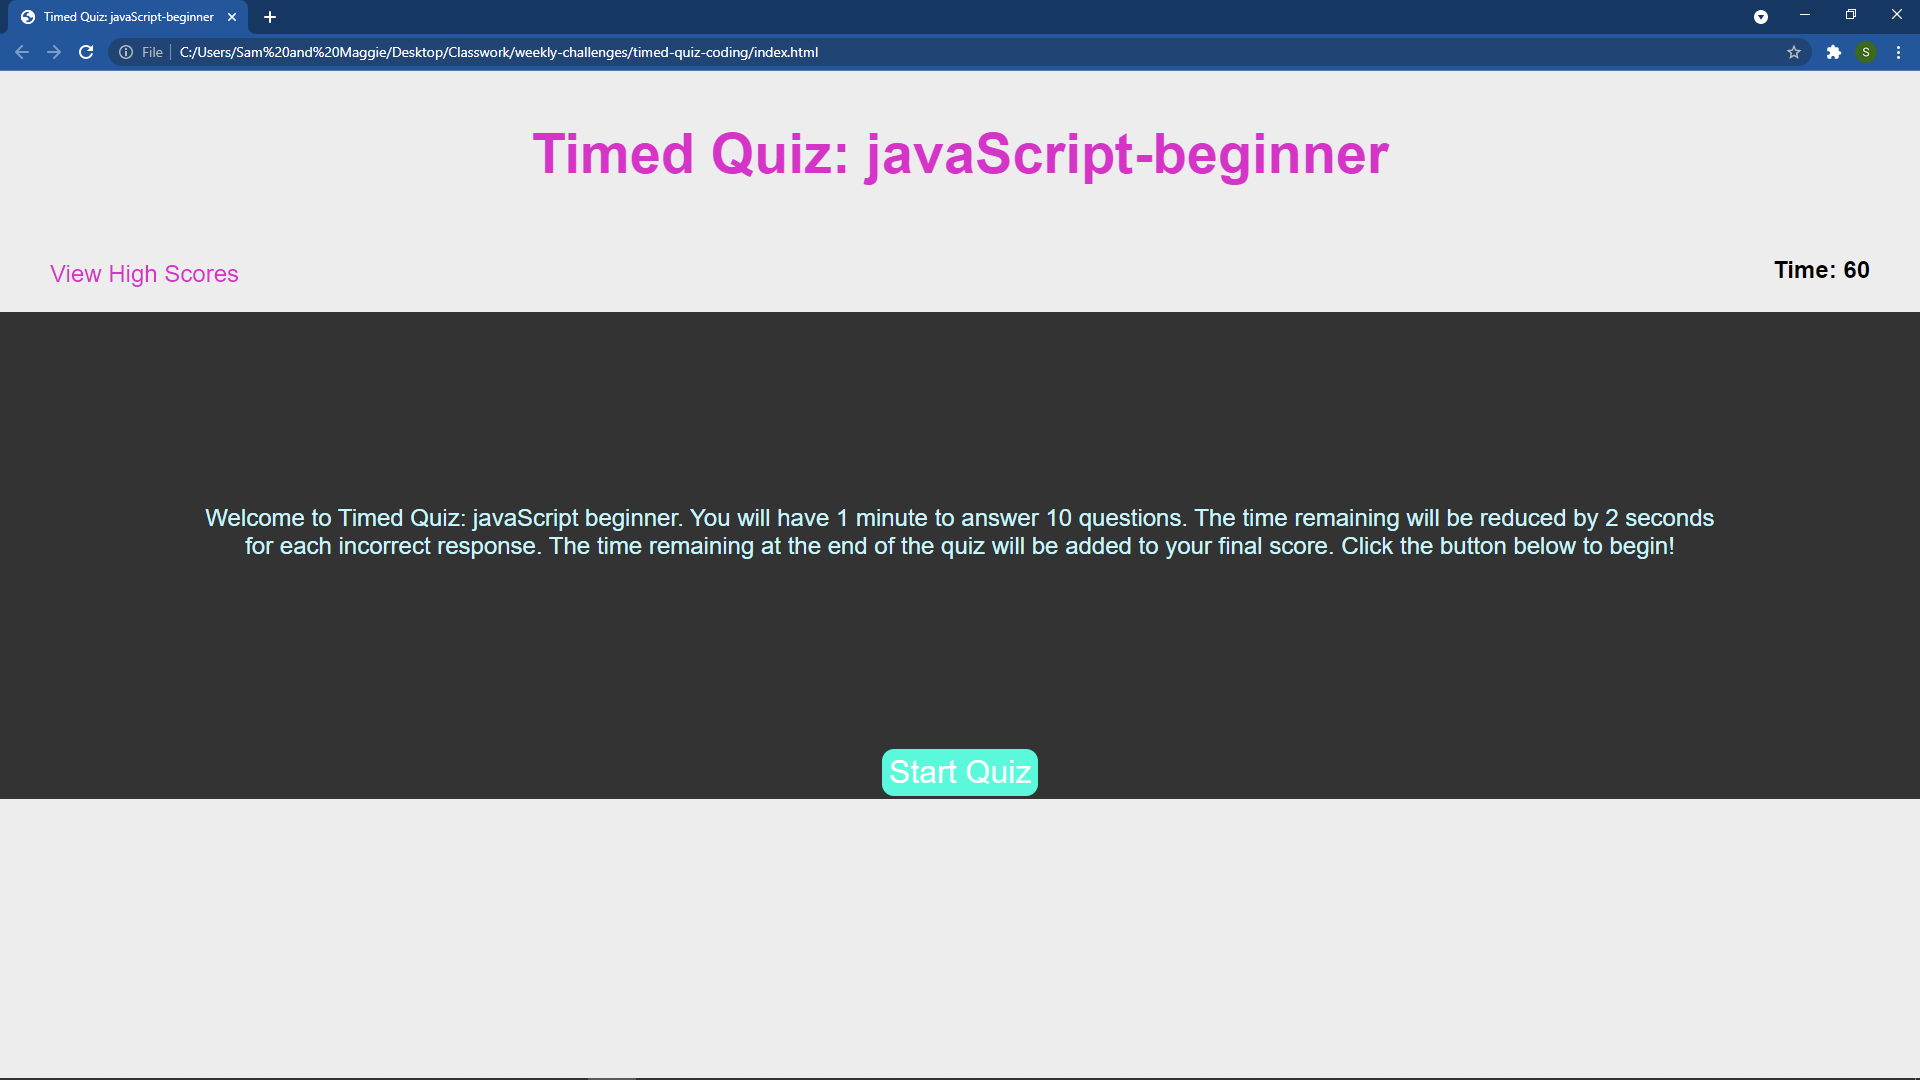 Timed Quiz: javaScript-beginner
File
C:/Users/Sam%20and%20Maggie/Desktop/Classwork/weekly-challenges/timed-quiz-coding/index.html
S
Timed Quiz: javaScript-beginner
View High Scores
Time: 60
Welcome to Timed Quiz: javaScript beginner. You will have 1 minute to answer 10 questions. The time remaining will be reduced by 2 seconds
for each incorrect response. The time remaining at the end of the quiz will be added to your final score. Click the button below to begin!
Start Quiz